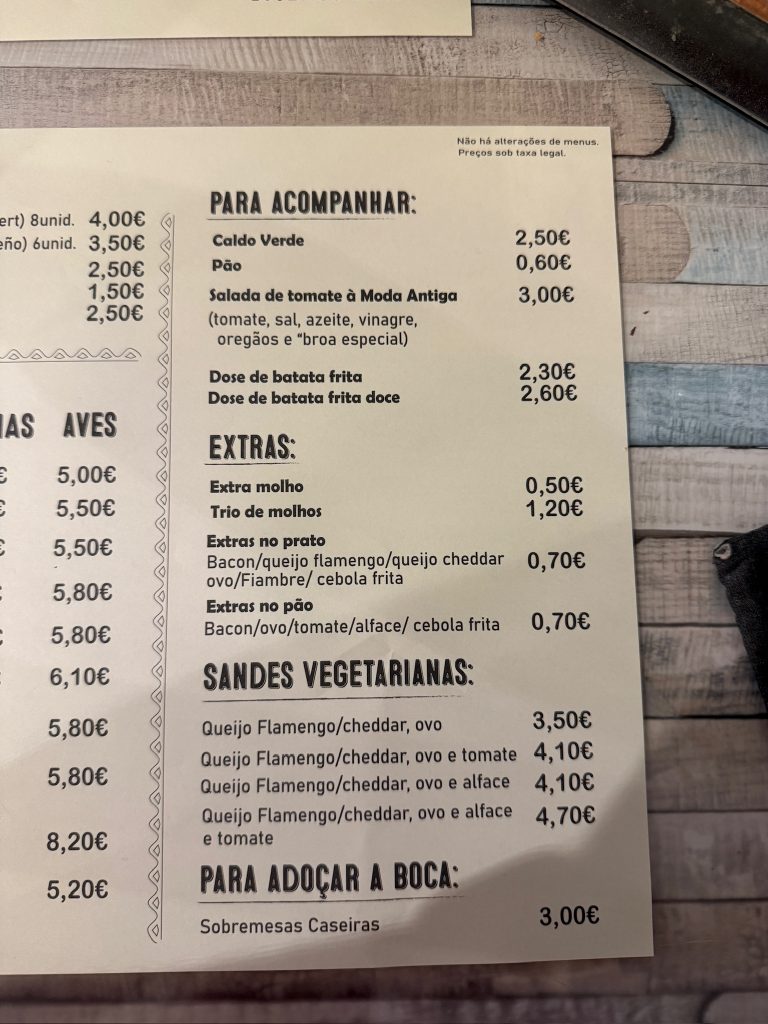 Não há alterações de menus.
Preços sob taxa legal.
ert) 8unid. 4,00€
eño) 6unid. 3,50€
2,50€
1,50€
2,50€
AS AVES
€ 5,00€
€ 5,50€
€ 5,50€
5,80€
€ 5,80€
6,10€
5,80€
5,80€
8,20€
5,20€
PARA ACOMPANHAR:
Caldo Verde 2,50€
Pão 0,60€
Salada de tomate à Moda Antiga 3,00€
(tomate, sal, azeite, vinagre,
oregãos e “broa especial)
Dose de batata frita 2,30€
Dose de batata frita doce 2,60€
EXTRAS:
Extra molho 0,50€
Trio de molhos 1,20€
Extras no prato
Bacon/queijo flamengo/queijo cheddar 0,70€
ovo/Fiambre/ cebola frita
Extras no pão
Bacon/ovo/tomate/alface/ cebola frita 0,70€
SANDES VEGETARIANAS:
Queijo Flamengo/cheddar, ovo 3,50€
Queijo Flamengo/cheddar, ovo e tomate 4,10€
Queijo Flamengo/cheddar, ovo e alface 4,10€
Queijo Flamengo/cheddar, ovo e alface 4,70€
e tomate
PARA ADOÇAR A BOCA:
Sobremesas Caseiras 3,00€